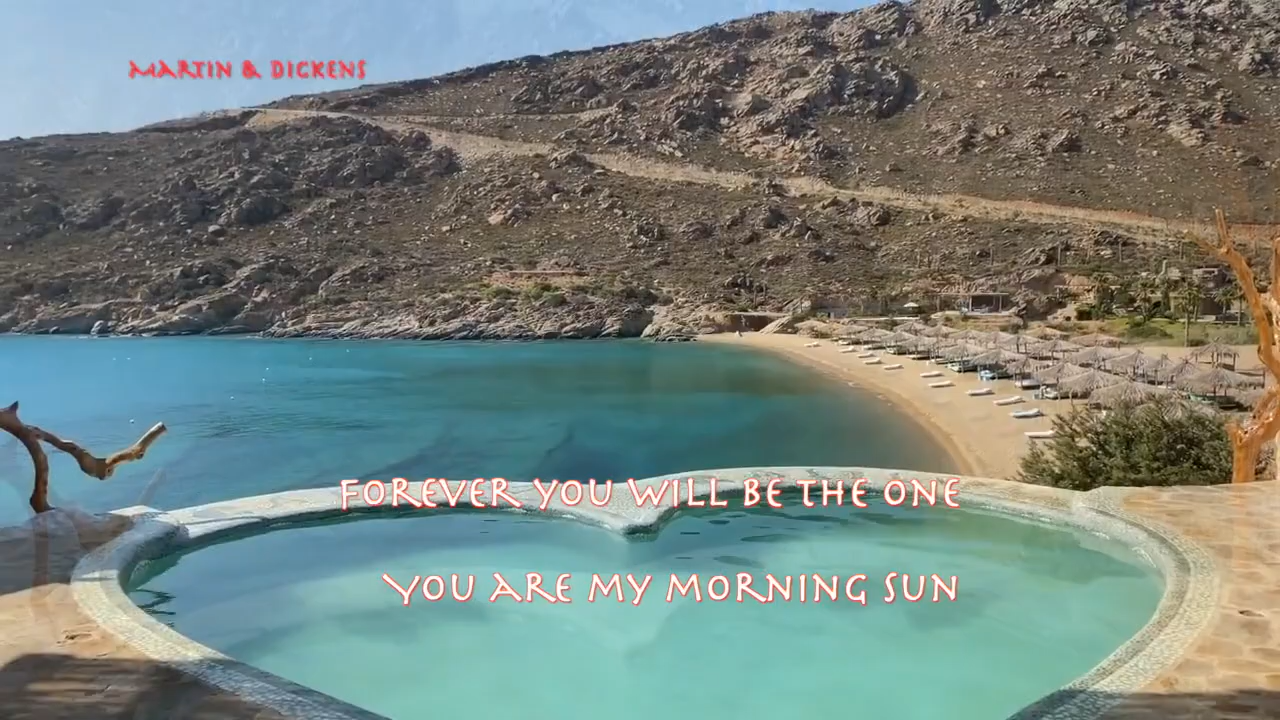 MARTIN & DICKENS
FOREVER YOU WILL BE THE ONE
YOU ARE MY MORNING SUN